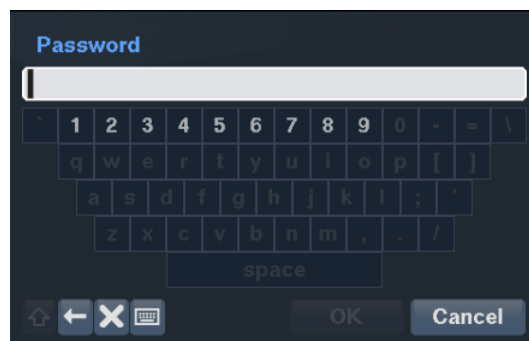 Password
` 1 2 3 4 5 6 7 8 9 0 - = \
q w e r t y u i o p [ ]
a s d f g h j k l ; '
z x c v b n m , . /
space
OK Cancel